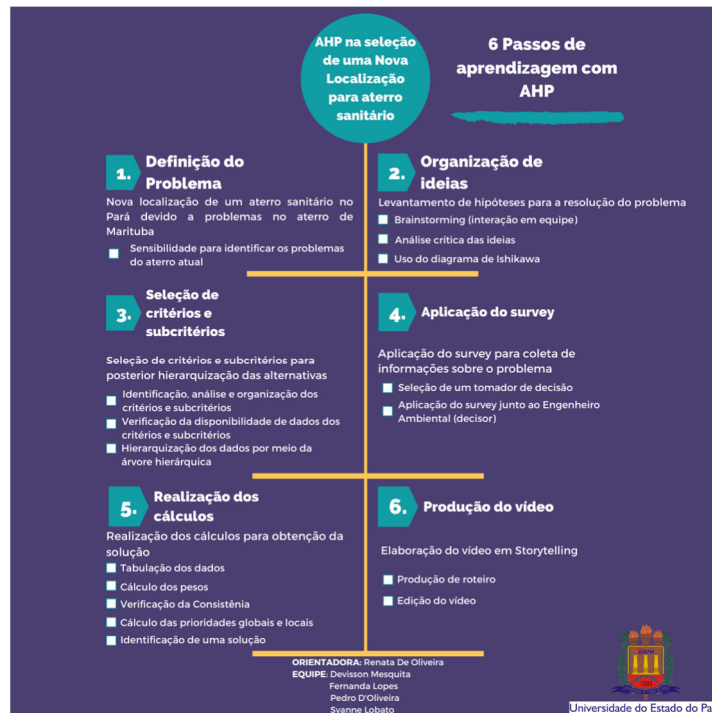 AHP na seleção
de uma Nova
Localização
para aterro
sanitário
6 Passos de
aprendizagem com
AHP
1.
Definição do
Problema
Nova localização de um aterro sanitário no
Pará devido a problemas no aterro de
Marituba
Sensibilidade para identificar os problemas
do aterro atual
2.
Organização de
ideias
Levantamento de hipóteses para a resolução do problema
Brainstorming (interação em equipe)
Análise crítica das ideias
Uso do diagrama de Ishikawa
3.
Seleção de
critérios e
subcritérios
Seleção de critérios e subcritérios para
posterior hierarquização das alternativas
Identificação, análise e organização dos
critérios e subcritérios
Verificação da disponibilidade de dados dos
critérios e subcritérios
Hierarquização dos dados por meio da
árvore hierárquica
4.
Aplicação do survey
Aplicação do survey para coleta de
informações sobre o problema
Seleção de um tomador de decisão
Aplicação do survey junto ao Engenheiro
Ambiental (decisor)
5.
Realização dos
cálculos
Realização dos cálculos para obtenção da
solução
Tabulação dos dados
Cálculo dos pesos
Verificação da Consistênia
Cálculo das prioridades globais e locais
Identificação de uma solução
6.
Produção do vídeo
Elaboração do vídeo em Storytelling
Produção de roteiro
Edição do vídeo
ORIENTADORA: Renata De Oliveira
EQUIPE: Devisson Mesquita
Fernanda Lopes
Pedro D'Oliveira
Syanne Lobato
UEPA
1993
Universidade do Estado do Pa